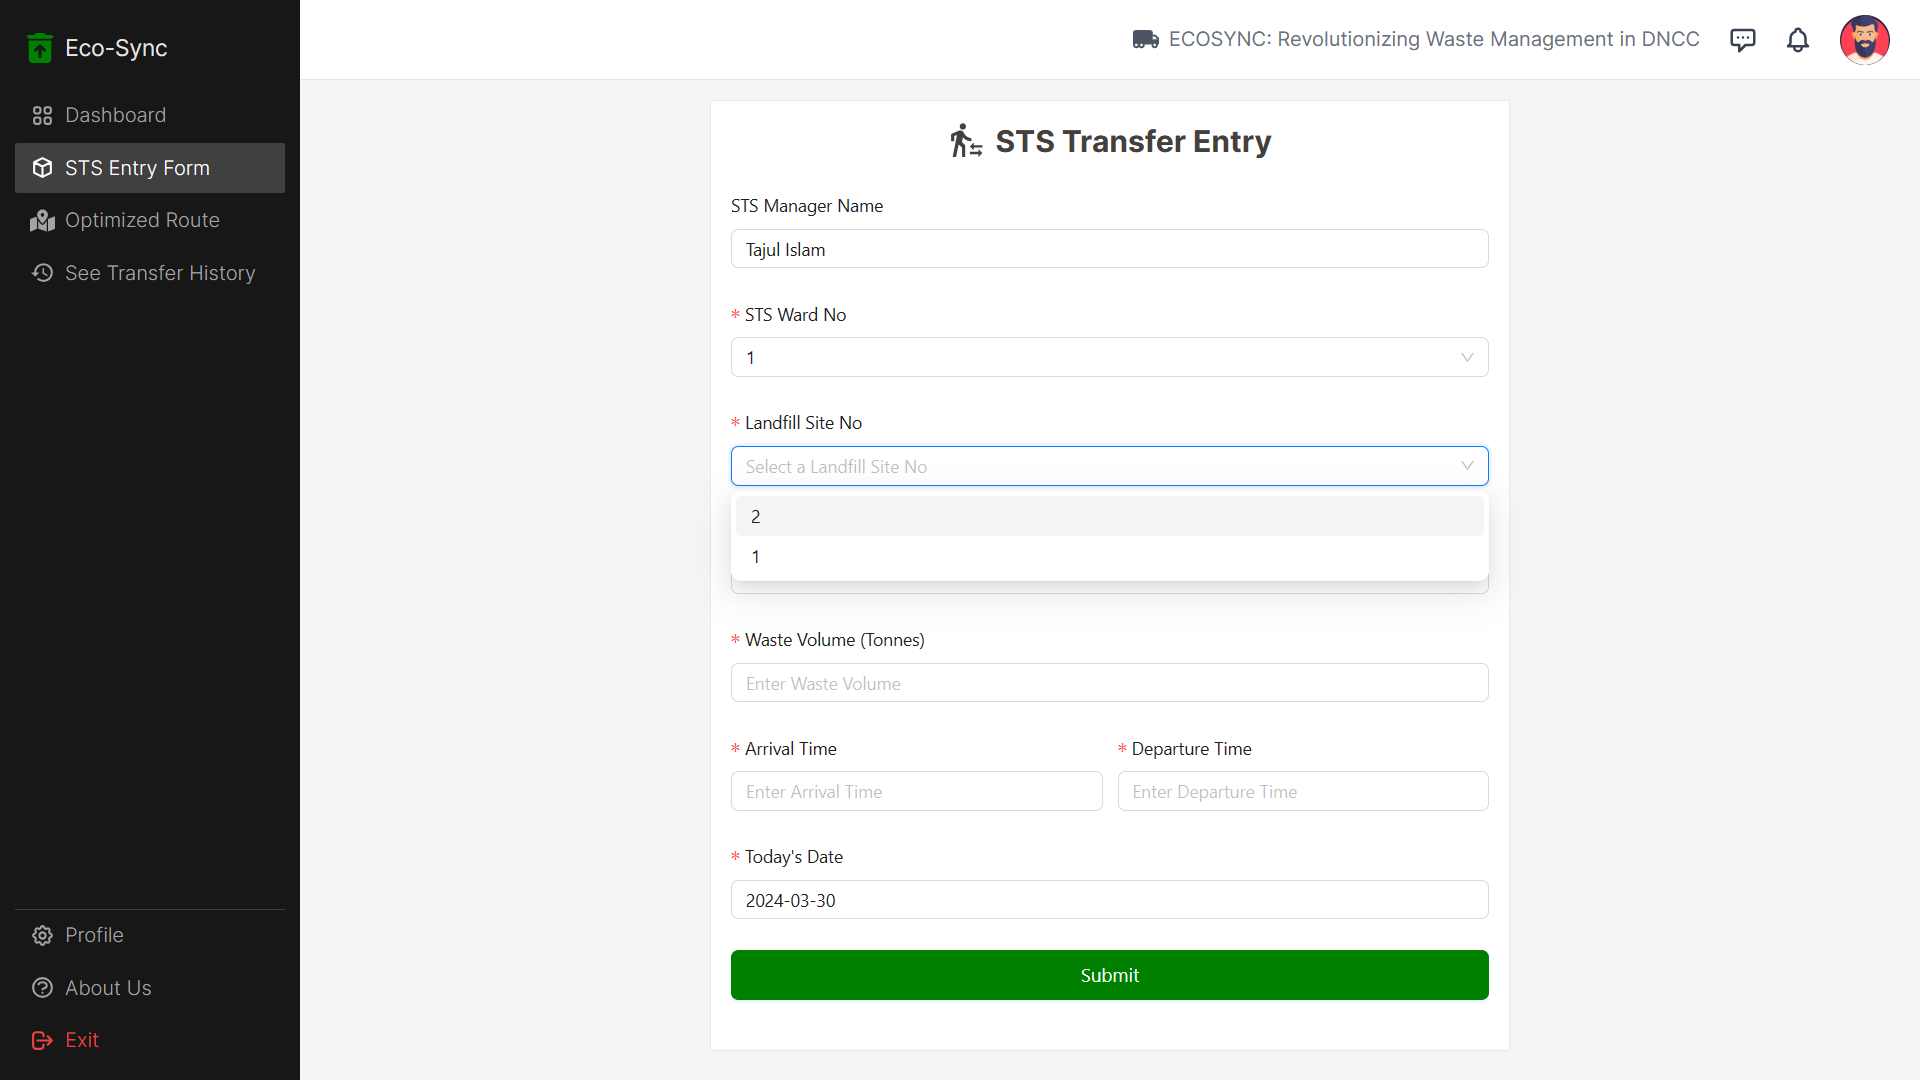 Eco-Sync
ECOSYNC: Revolutionizing Waste Management in DNCC
Dashboard
STS Entry Form
Optimized Route
See Transfer History
STS Transfer Entry
STS Manager Name
Tajul Islam
* STS Ward No
1
* Landfill Site No
Select a Landfill Site No
2
1
* Waste Volume (Tonnes)
Enter Waste Volume
* Arrival Time
* Departure Time
Enter Arrival Time
Enter Departure Time
* Today's Date
2024-03-30
Submit
Profile
About Us
Exit